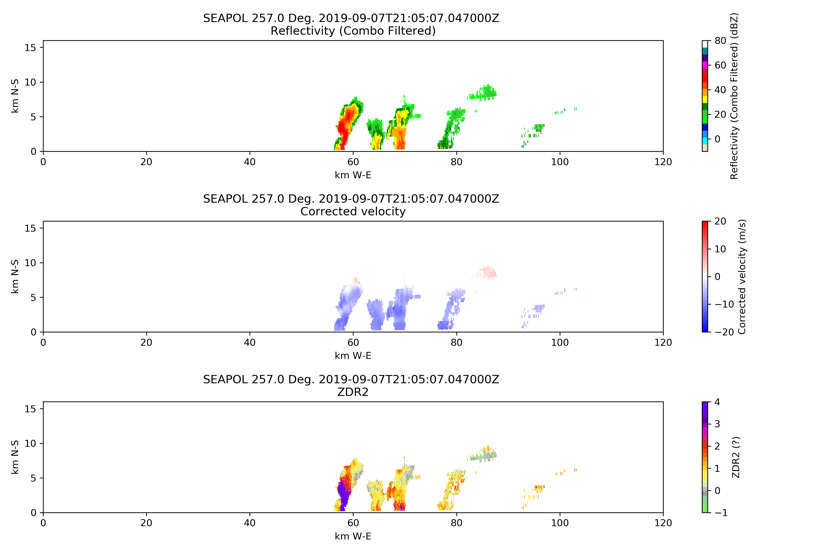 SEAPOL 257.0 Deg. 2019-09-07T21:05:07.047000Z
Reflectivity (Combo Filtered)
15
10
5
0
km N-S
0 20 40 60 80 100 120
km W-E
80
60
40
20
0
Reflectivity (Combo Filtered) (dBZ)
SEAPOL 257.0 Deg. 2019-09-07T21:05:07.047000Z
Corrected velocity
15
10
5
0
km N-S
0 20 40 60 80 100 120
km W-E
20
10
0
−10
−20
Corrected velocity (m/s)
SEAPOL 257.0 Deg. 2019-09-07T21:05:07.047000Z
ZDR2
15
10
5
0
km N-S
0 20 40 60 80 100 120
km W-E
4
3
2
1
0
−1
ZDR2 (?)